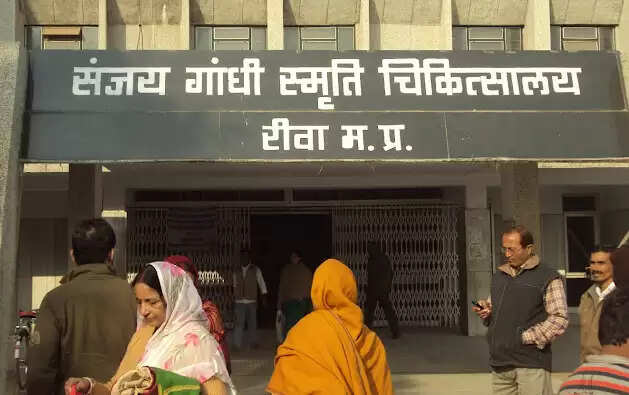 संजय गांधी स्मृति चिकित्सालय
रीवा म.प्र.